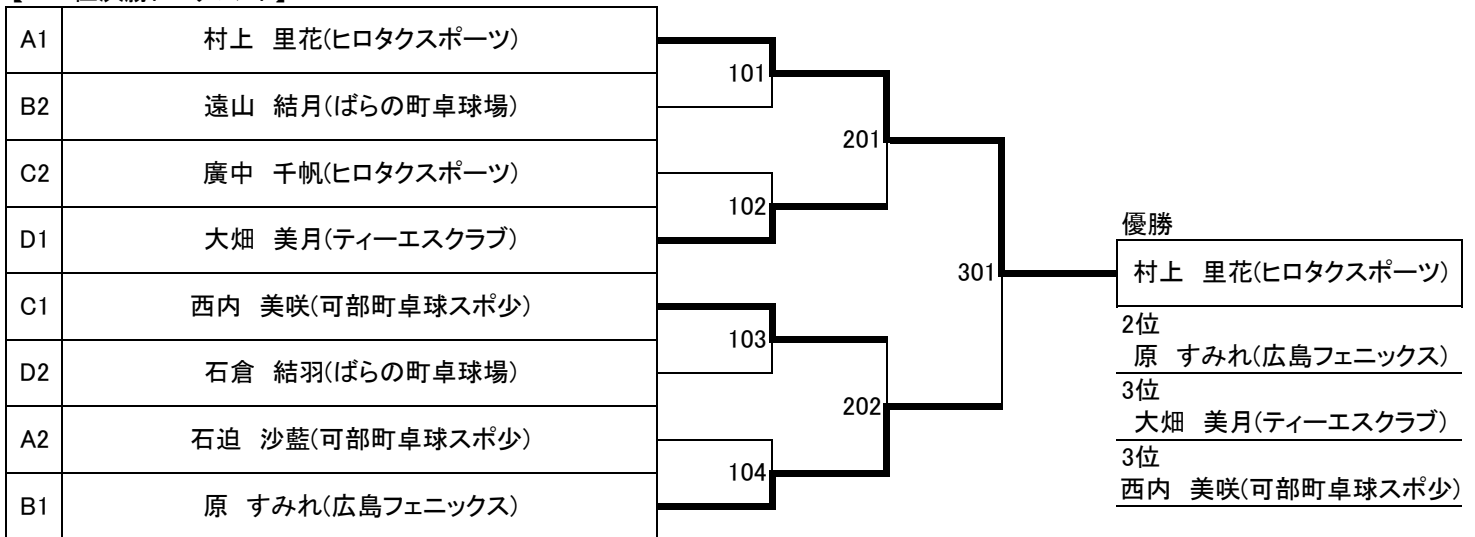 A1 村上 里花(ヒロタクスポーツ)
101
B2 遠山 結月(ばらの町卓球場)
201
C2 廣中 千帆(ヒロタクスポーツ)
102
D1 大畑 美月(ティーエスクラブ)
301
C1 西内 美咲(可部町卓球スポ少)
103
D2 石倉 結羽(ばらの町卓球場)
202
A2 石迫 沙藍(可部町卓球スポ少)
104
B1 原 すみれ(広島フェニックス)
優勝
村上 里花(ヒロタクスポーツ)
2位
原 すみれ(広島フェニックス)
3位
大畑 美月(ティーエスクラブ)
3位
西内 美咲(可部町卓球スポ少)